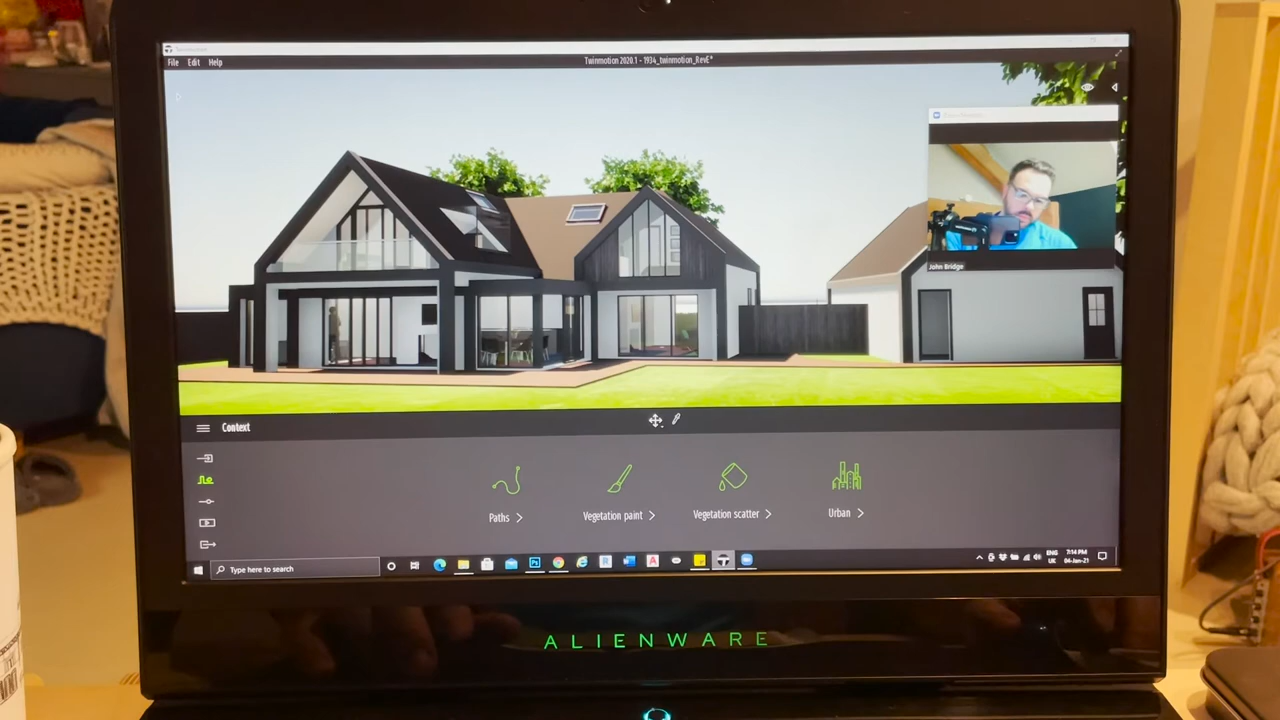 File Edit Help
Twinmotion 2020.1 - 1934_twinmotion_RevE*
John Bridge
Context
Paths
Vegetation paint
Vegetation scatter
Urban
Type here to search
ENG
UK
7:14 PM
04-Jan-21
ALIENWARE